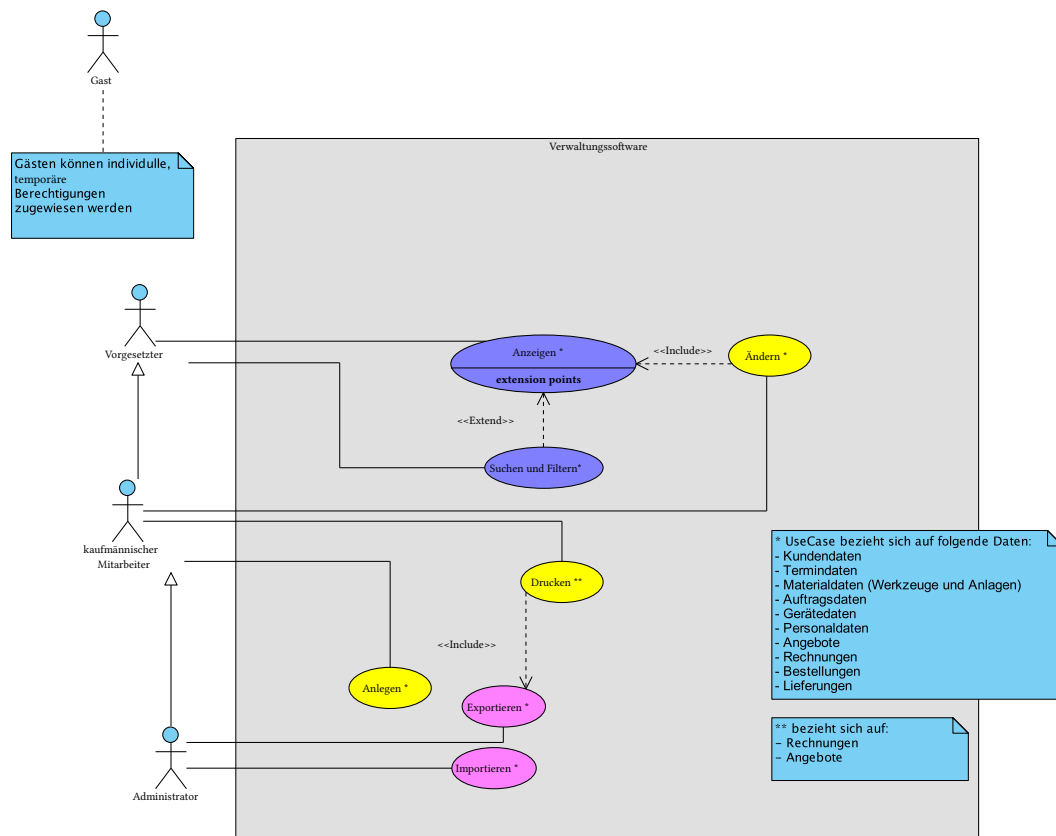 Gast
Gästen können individulle,
temporäre
Berechtigungen
zugewiesen werden
Verwaltungssoftware
Vorgesetzter
Anzeigen *
extension points
<<Include>>
Ändern *
<<Extend>>
Suchen und Filtern*
kaufmännischer
Mitarbeiter
Drucken **
<<Include>>
Anlegen *
Exportieren *
Importieren *
Administrator
* UseCase bezieht sich auf folgende Daten:
- Kundendaten
- Termindaten
- Materialdaten (Werkzeuge und Anlagen)
- Auftragsdaten
- Gerätedaten
- Personaldaten
- Angebote
- Rechnungen
- Bestellungen
- Lieferungen
** bezieht sich auf:
– Rechnungen
– Angebote